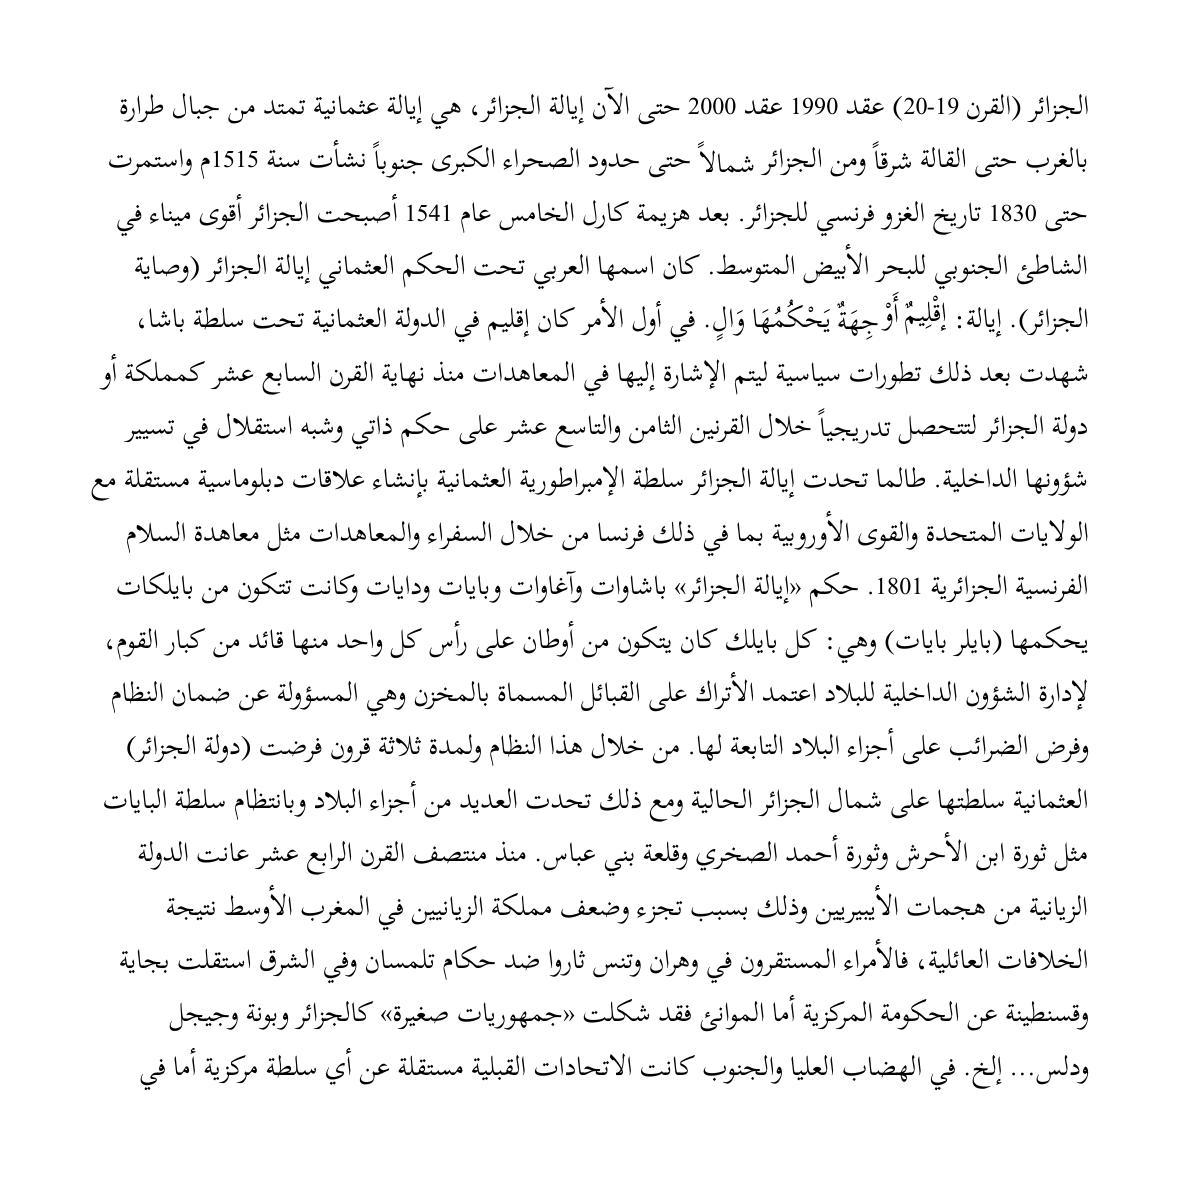 الجزائر (القرن 19-20) عقد 1990 عقد 2000 حتى الآن إيالة الجزائر، هي إيالة عثمانية تمتد من جبال طرارة
بالغرب حتى القالة شرقاً ومن الجزائر شمالاً حتى حدود الصحراء الكبرى جنوباً نشأت سنة 1515م واستمرت
حتى 1830 تاريخ الغزو فرنسي للجزائر. بعد هزيمة كارل الخامس عام 1541 أصبحت الجزائر أقوى ميناء في
الشاطئ الجنوبي للبحر الأبيض المتوسط. كان اسمها العربي تحت الحكم العثماني إيالة الجزائر (وصاية
الجزائر). إيالة: إقْلِيمٌ أَوْ جِهَةٌ يَحْكُمُهَا وَالٍ. في أول الأمر كان إقليم في الدولة العثمانية تحت سلطة باشا،
شهدت بعد ذلك تطورات سياسية ليتم الإشارة إليها في المعاهدات منذ نهاية القرن السابع عشر كمملكة أو
دولة الجزائر لتتحصل تدريجياً خلال القرنين الثامن والتاسع عشر على حكم ذاتي وشبه استقلال في تسيير
شؤونها الداخلية. طالما تحدت إيالة الجزائر سلطة الإمبراطورية العثمانية بإنشاء علاقات دبلوماسية مستقلة مع
الولايات المتحدة والقوى الأوروبية بما في ذلك فرنسا من خلال السفراء والمعاهدات مثل معاهدة السلام
الفرنسية الجزائرية 1801. حكم «إيالة الجزائر» باشاوات وآغاوات وبايات ودايات وكانت تتكون من بايلكات
يحكمها (بايلر بايات) وهي: كل بايلك كان يتكون من أوطان على رأس كل واحد منها قائد من كبار القوم،
لإدارة الشؤون الداخلية للبلاد اعتمد الأتراك على القبائل المسماة بالمخزن وهي المسؤولة عن ضمان النظام
وفرض الضرائب على أجزاء البلاد التابعة لها. من خلال هذا النظام ولمدة ثلاثة قرون فرضت (دولة الجزائر)
العثمانية سلطتها على شمال الجزائر الحالية ومع ذلك تحدت العديد من أجزاء البلاد وبانتظام سلطة البايات
مثل ثورة ابن الأحرش وثورة أحمد الصخري وقلعة بني عباس. منذ منتصف القرن الرابع عشر عانت الدولة
الزيانية من هجمات الأيبيريين وذلك بسبب تجزء وضعف مملكة الزيانيين في المغرب الأوسط نتيجة
الخلافات العائلية، فالأمراء المستقرون في وهران وتنس ثاروا ضد حكام تلمسان وفي الشرق استقلت بجاية
وقسنطينة عن الحكومة المركزية أما الموانئ فقد شكلت «جمهوريات صغيرة» كالجزائر وبونة وجيجل
ودلس... إلخ. في الهضاب العليا والجنوب كانت الاتحادات القبلية مستقلة عن أي سلطة مركزية أما في